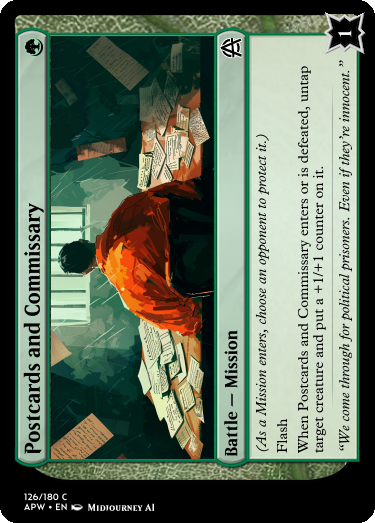 Postcards and Commissary
Battle — Mission
1
(As a Mission enters, choose an opponent to protect it.)
Flash
When Postcards and Commissary enters or is defeated, untap
target creature and put a +1/+1 counter on it.
“We come through for political prisoners. Even if they’re innocent.”
126/180 C
APW • EN Midjourney AI